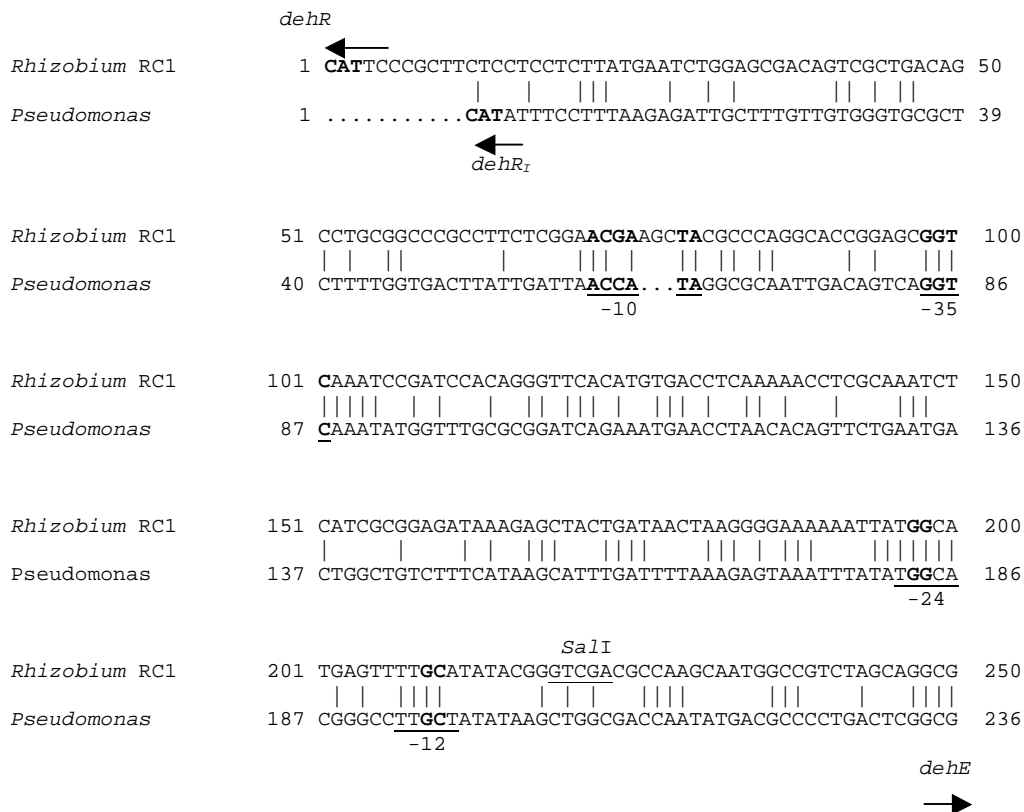 dehR
Rhizobium RC1 1 CATTCCCGCTTCTCCTCCTCTTATGAATCTGGAGCGACAGTCGCTGACAG 50
| | ||| | | | || | ||
Pseudomonas 1 ...........CATATTTCCTTTAAGAGATTGCTTTGTTGTGGGTGCGCT 39
dehRI
Rhizobium RC1 51 CCTGCGGCCCGCCTTCTCGGAACGAAGCTACGCCCAGGCACCGGAGCGGT 100
| | || | ||| | || || || | | |||
Pseudomonas 40 CTTTTGGTGACTTATTGATTAACCA...TAGGCGCAATTGACAGTCAGGT 86
-10 -35
Rhizobium RC1 101 CAAATCCGATCCACAGGGTTCACATGTGACCTCAAAAACCTCGCAAATCT 150
||||| | | | || ||| | ||| | || | | |||
Pseudomonas 87 CAAATATGGTTTGCGCGGATCAGAAATGAACCTAACACAGTTCTGAATGA 136
Rhizobium RC1 151 CATCGCGGAGATAAAGAGCTACTGATAACTAAGGGGAAAAAATTATGGCA 200
| | | | ||| |||| ||| | ||| |||||||
Pseudomonas 137 CTGGCTGTCTTTCATAAGCATTTGATTTTAAAGAGTAAATTTATATGGCA 186
-24
SalI
Rhizobium RC1 201 TGAGTTTTGCATATACGGGTCGACGCCAAGCAATGGCCGTCTAGCAGGCG 250
| | |||| | | | |||| ||| | ||||
Pseudomonas 187 CGGGCCTTGCTATATAAGCTGGCGACCAATATGACGCCCCTGACTCGGCG 236
-12
dehE